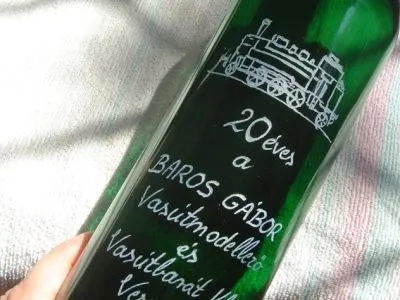 20 éves
a
BAROS GÁBOR
Vasútmodellező
és
Vasútbarát